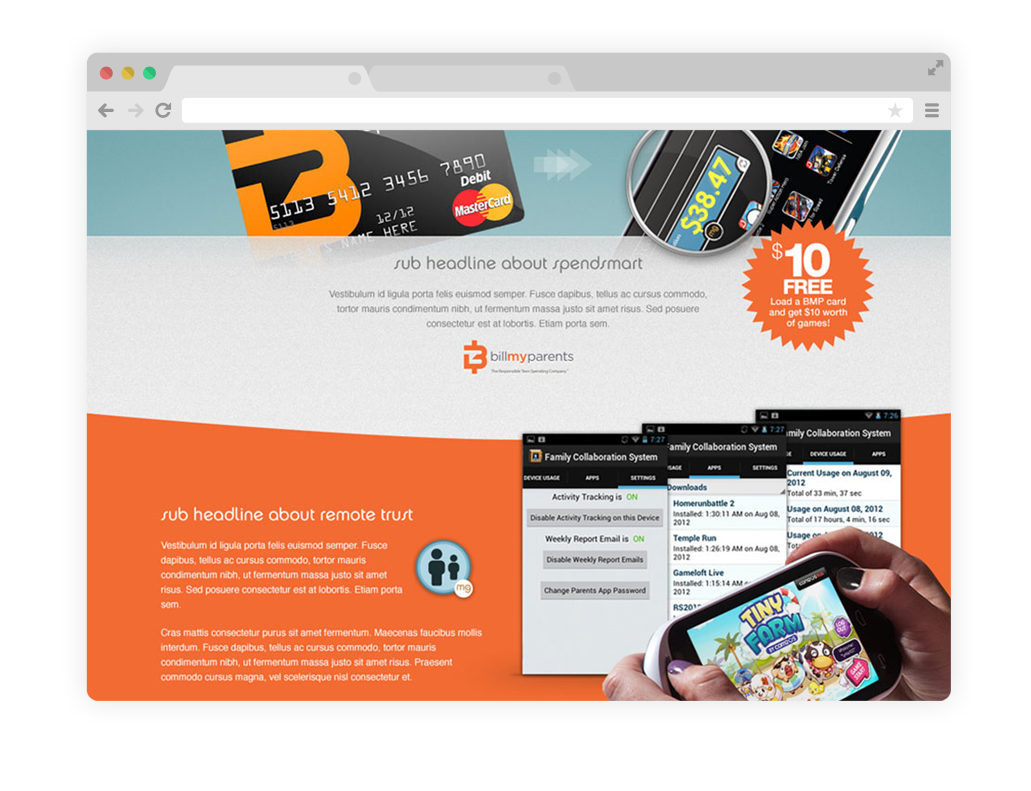 5113 5412 3456 7890
Debit
MasterCard
12/12
S NAME HERE
$38.47
mg
Tower Defense
sub headline about spendsmart
Vestibulum id ligula porta felis euismod semper. Fusce dapibus, tellus ac cursus commodo,
tortor mauris condimentum nibh, ut fermentum massa justo sit amet risus. Sed posuere
consectetur est at lobortis. Etiam porta sem.
$10
FREE
Load a BMP card
and get $10 worth
of games!
billmyparents
The Responsible Teen Spending Company
sub headline about remote trust
Vestibulum id ligula porta felis euismod semper. Fusce
dapibus, tellus ac cursus commodo, tortor mauris
condimentum nibh, ut fermentum massa justo sit amet
risus. Sed posuere consectetur est at lobortis. Etiam porta
sem.
mg
Cras mattis consectetur purus sit amet fermentum. Maecenas faucibus mollis
interdum. Fusce dapibus, tellus ac cursus commodo, tortor mauris
condimentum nibh, ut fermentum massa justo sit amet risus. Praesent
commodo cursus magna, vel scelerisque nisl consectetur et.
7:27
Family Collaboration System
DEVICE USAGE APPS SETTINGS
Activity Tracking is ON
Disable Activity Tracking on this Device
Weekly Report Email is ON
Disable Weekly Report Emails
Change Parents App Password
7:27
amily Collaboration System
SAGE APPS SETTINGS
Downloads
Homerunbattle 2
Installed: 1:30:11 AM on Aug 08,
2012
Temple Run
Installed: 1:26:19 AM on Aug 08,
2012
Gameloft Live
Installed: 1:15:14 AM
2012
RS201
7:26
mily Collaboration System
GE DEVICE USAGE APPS
Current Usage on August 09,
2012
Total of 33 min, 37 sec
Usage on August 08, 2012
Total of 17 hours, 4 min, 16 sec
Usage on
TINY
FARM
BY COM2US
LOG OUT
GAME START